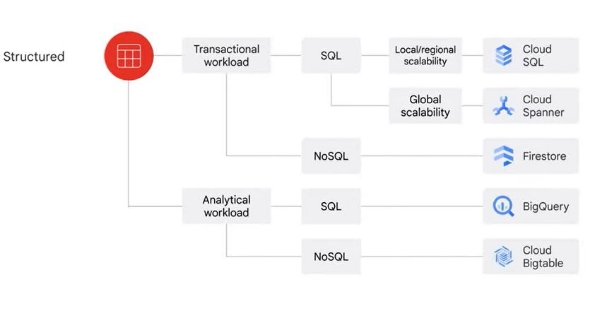 Structured
Transactional
workload
SQL
Local/regional
scalability
Cloud
SQL
Global
scalability
Cloud
Spanner
NoSQL
Firestore
Analytical
workload
SQL
BigQuery
NoSQL
Cloud
Bigtable